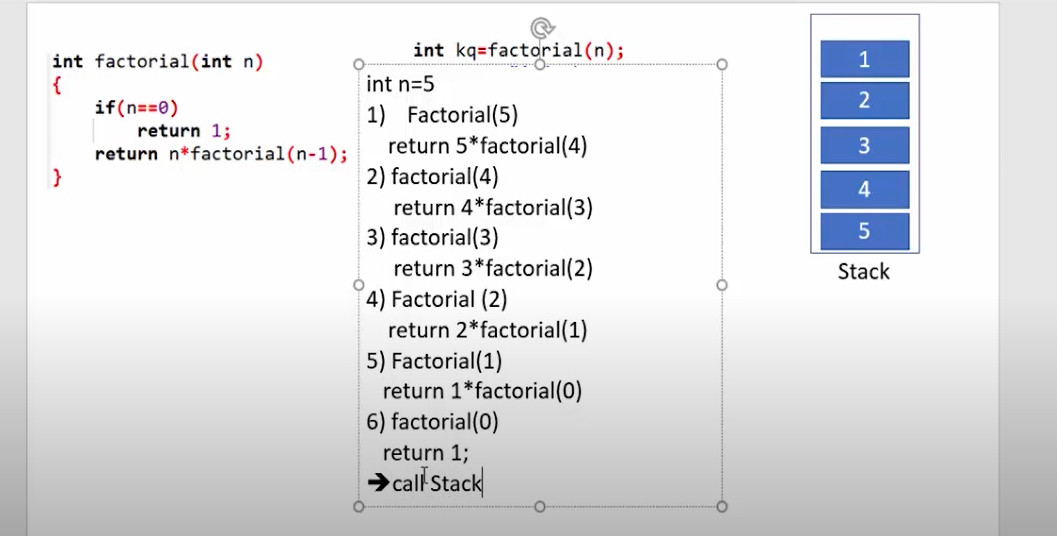 int factorial(int n)
{
if(n==0)
return 1;
return n*factorial(n-1);
}
int kq=factorial(n);
int n=5
1) Factorial(5)
return 5*factorial(4)
2) factorial(4)
return 4*factorial(3)
3) factorial(3)
return 3*factorial(2)
4) Factorial (2)
return 2*factorial(1)
5) Factorial(1)
return 1*factorial(0)
6) factorial(0)
return 1;
➔call Stack
1
2
3
4
5
Stack